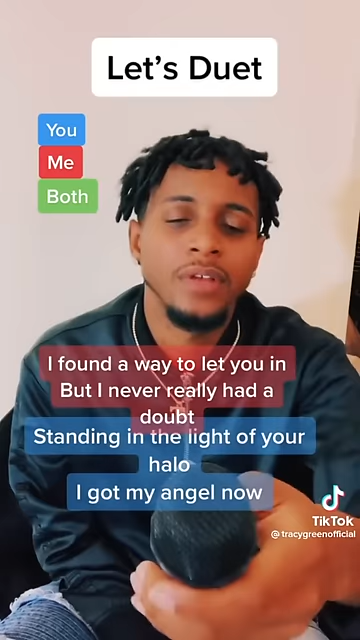 Let's Duet
You
Me
Both
I found a way to let you in
But I never really had a
doubt
Standing in the light of your
halo
I got my angel now
TikTok
@tracygreenofficial